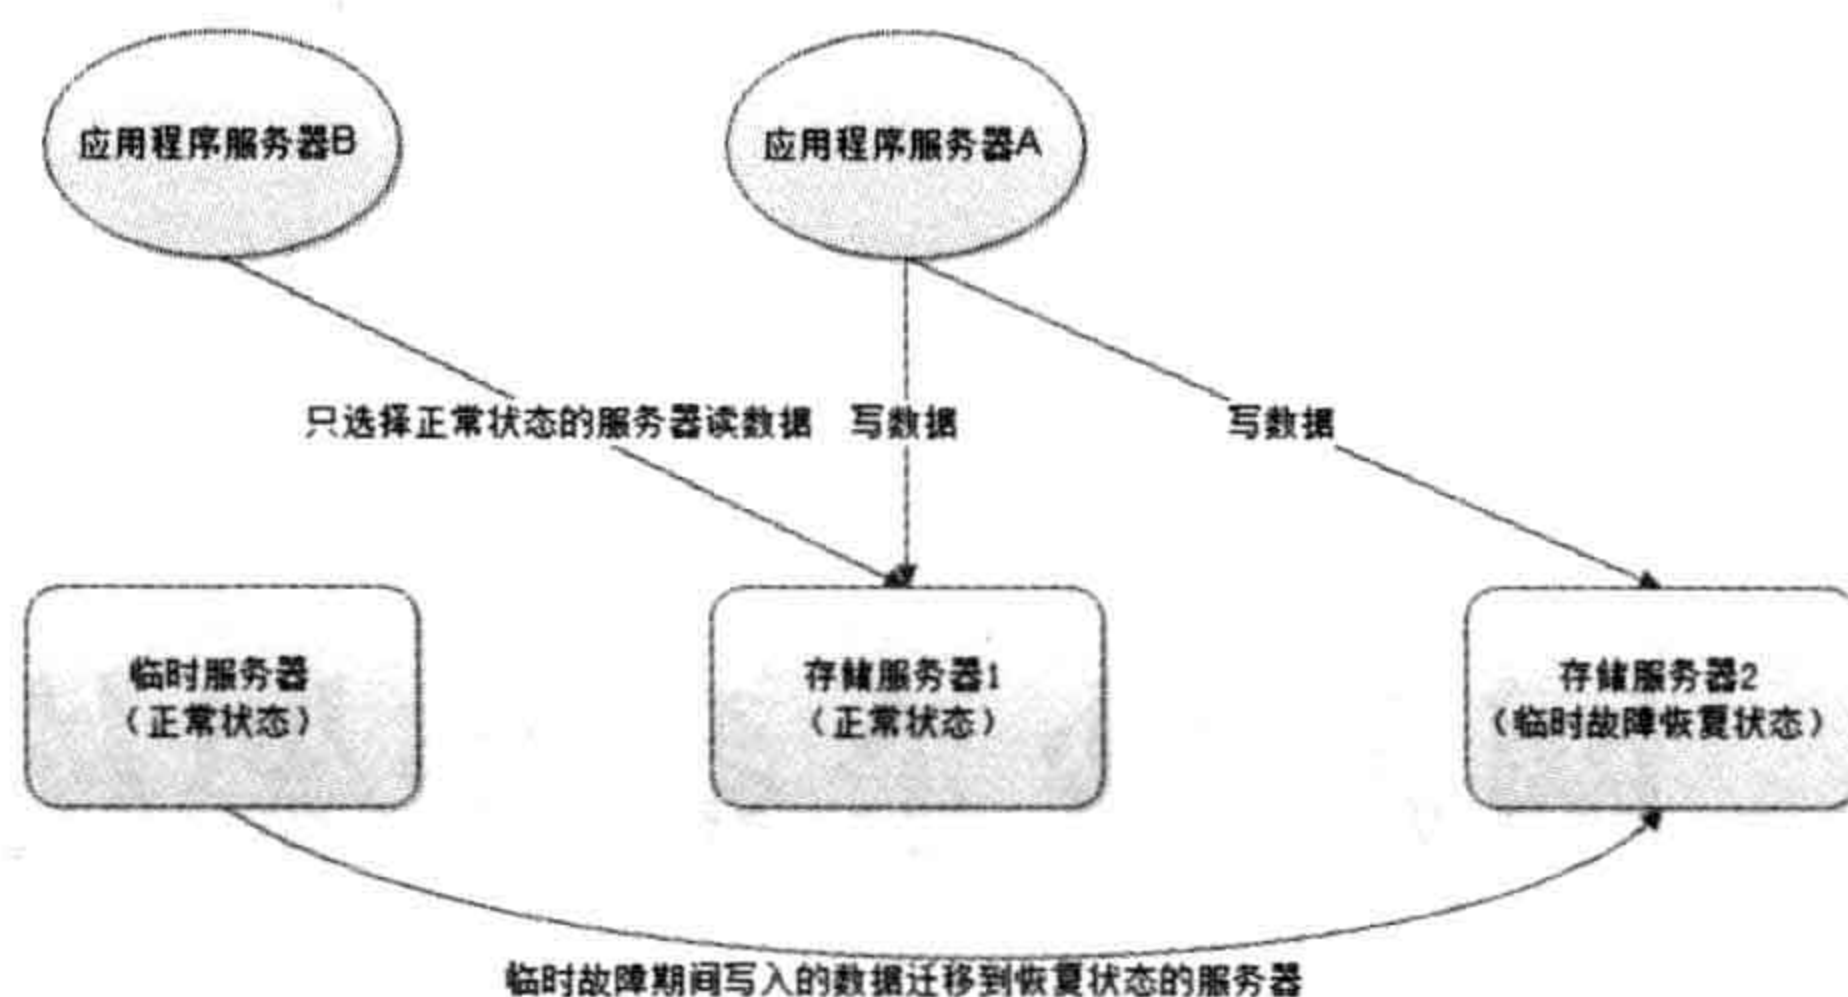 应用程序服务器B
应用程序服务器A
只选择正常状态的服务器读数据
写数据
写数据
临时服务器
（正常状态）
存储服务器1
（正常状态）
存储服务器2
（临时故障恢复状态）
临时故障期间写入的数据迁移到恢复状态的服务器